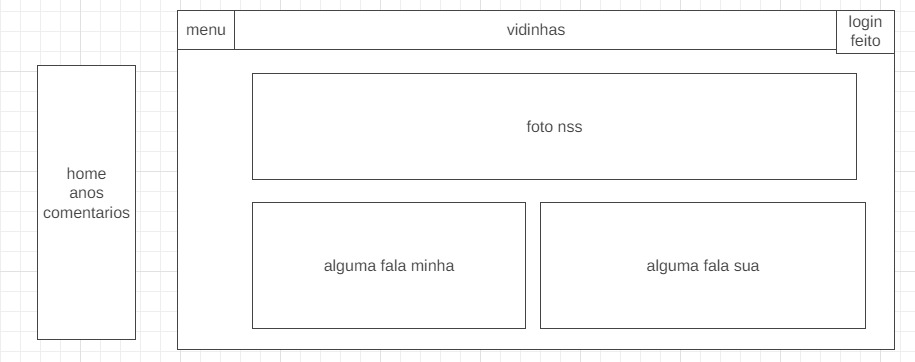 menu
vidinhas
login
feito
home
anos
comentarios
foto nss
alguma fala minha
alguma fala sua